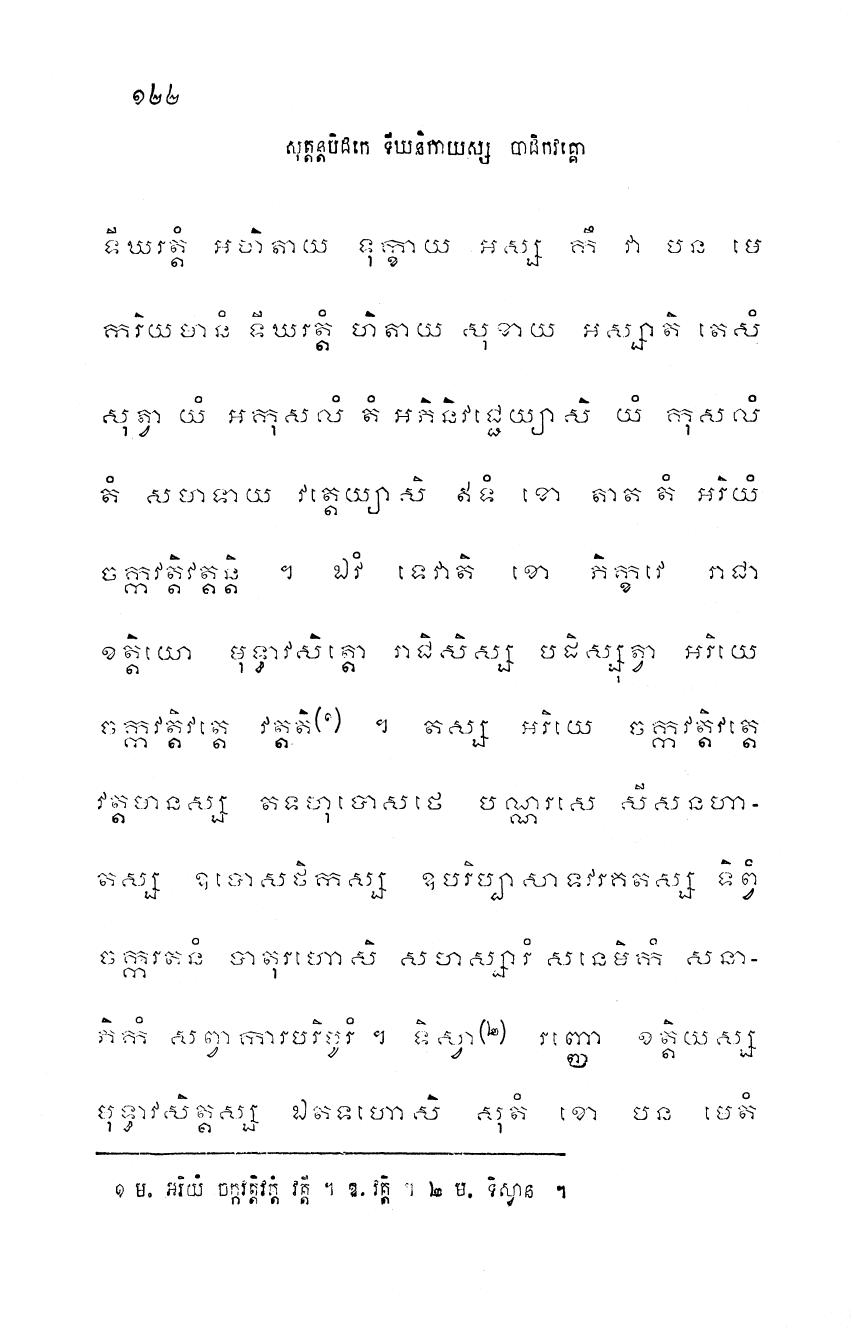 ១២២
សុត្តន្តបិដកេ ទីឃនិកាយស្ស បាដិកវគ្គោ
ទីឃរត្តំ អហិតាយ ទុក្ខាយ អស្ស កឹ វា បន មេ
ការិយមានំ ទីឃរត្តំ ហិតាយ សុខាយ អស្សាតិ តេសំ
សុត្វា យំ អកុសលំ តំ អភិនិវជ្ជេយ្យាសិ យំ កុសលំ
តំ សមាទាយ វត្តេយ្យាសិ ឥទំ ខោ តាត តំ អរិយំ
ចក្កវត្តិវត្តន្តិ ។ ឯវំ ទេវាតិ ខោ ភិក្ខវេ រាជា
ខត្តិយោ មុទ្ធាវសិត្តោ រាជិសិស្ស បដិស្សុត្វា អរិយេ
ចក្កវត្តិវត្តេ វត្តតិ(១) ។ តស្ស អរិយេ ចក្កវត្តិវត្តេ
វត្តមានស្ស តទហុបោសថេ បណ្ណរសេ សីសនហា-
តស្ស ឧបោសថិកស្ស ឧបរិប្បាសាទវរគតស្ស ទិព្វំ
ចក្ករតនំ បាតុរហោសិ សហស្សារំ សនេមិកំ សនា-
ភិកំ សព្វាការបរិបូរំ ។ ទិស្វា(២) រញ្ញោ ខត្តិយស្ស
មុទ្ធាវសិត្តស្ស ឯតទហោសិ សុតំ ខោ បន មេតំ
១ ម. អរិយំ ចក្កវត្តិវត្តំ វត្តី ។ ឱ. វត្តិ ។ ២ ម. ទិស្វាន ។